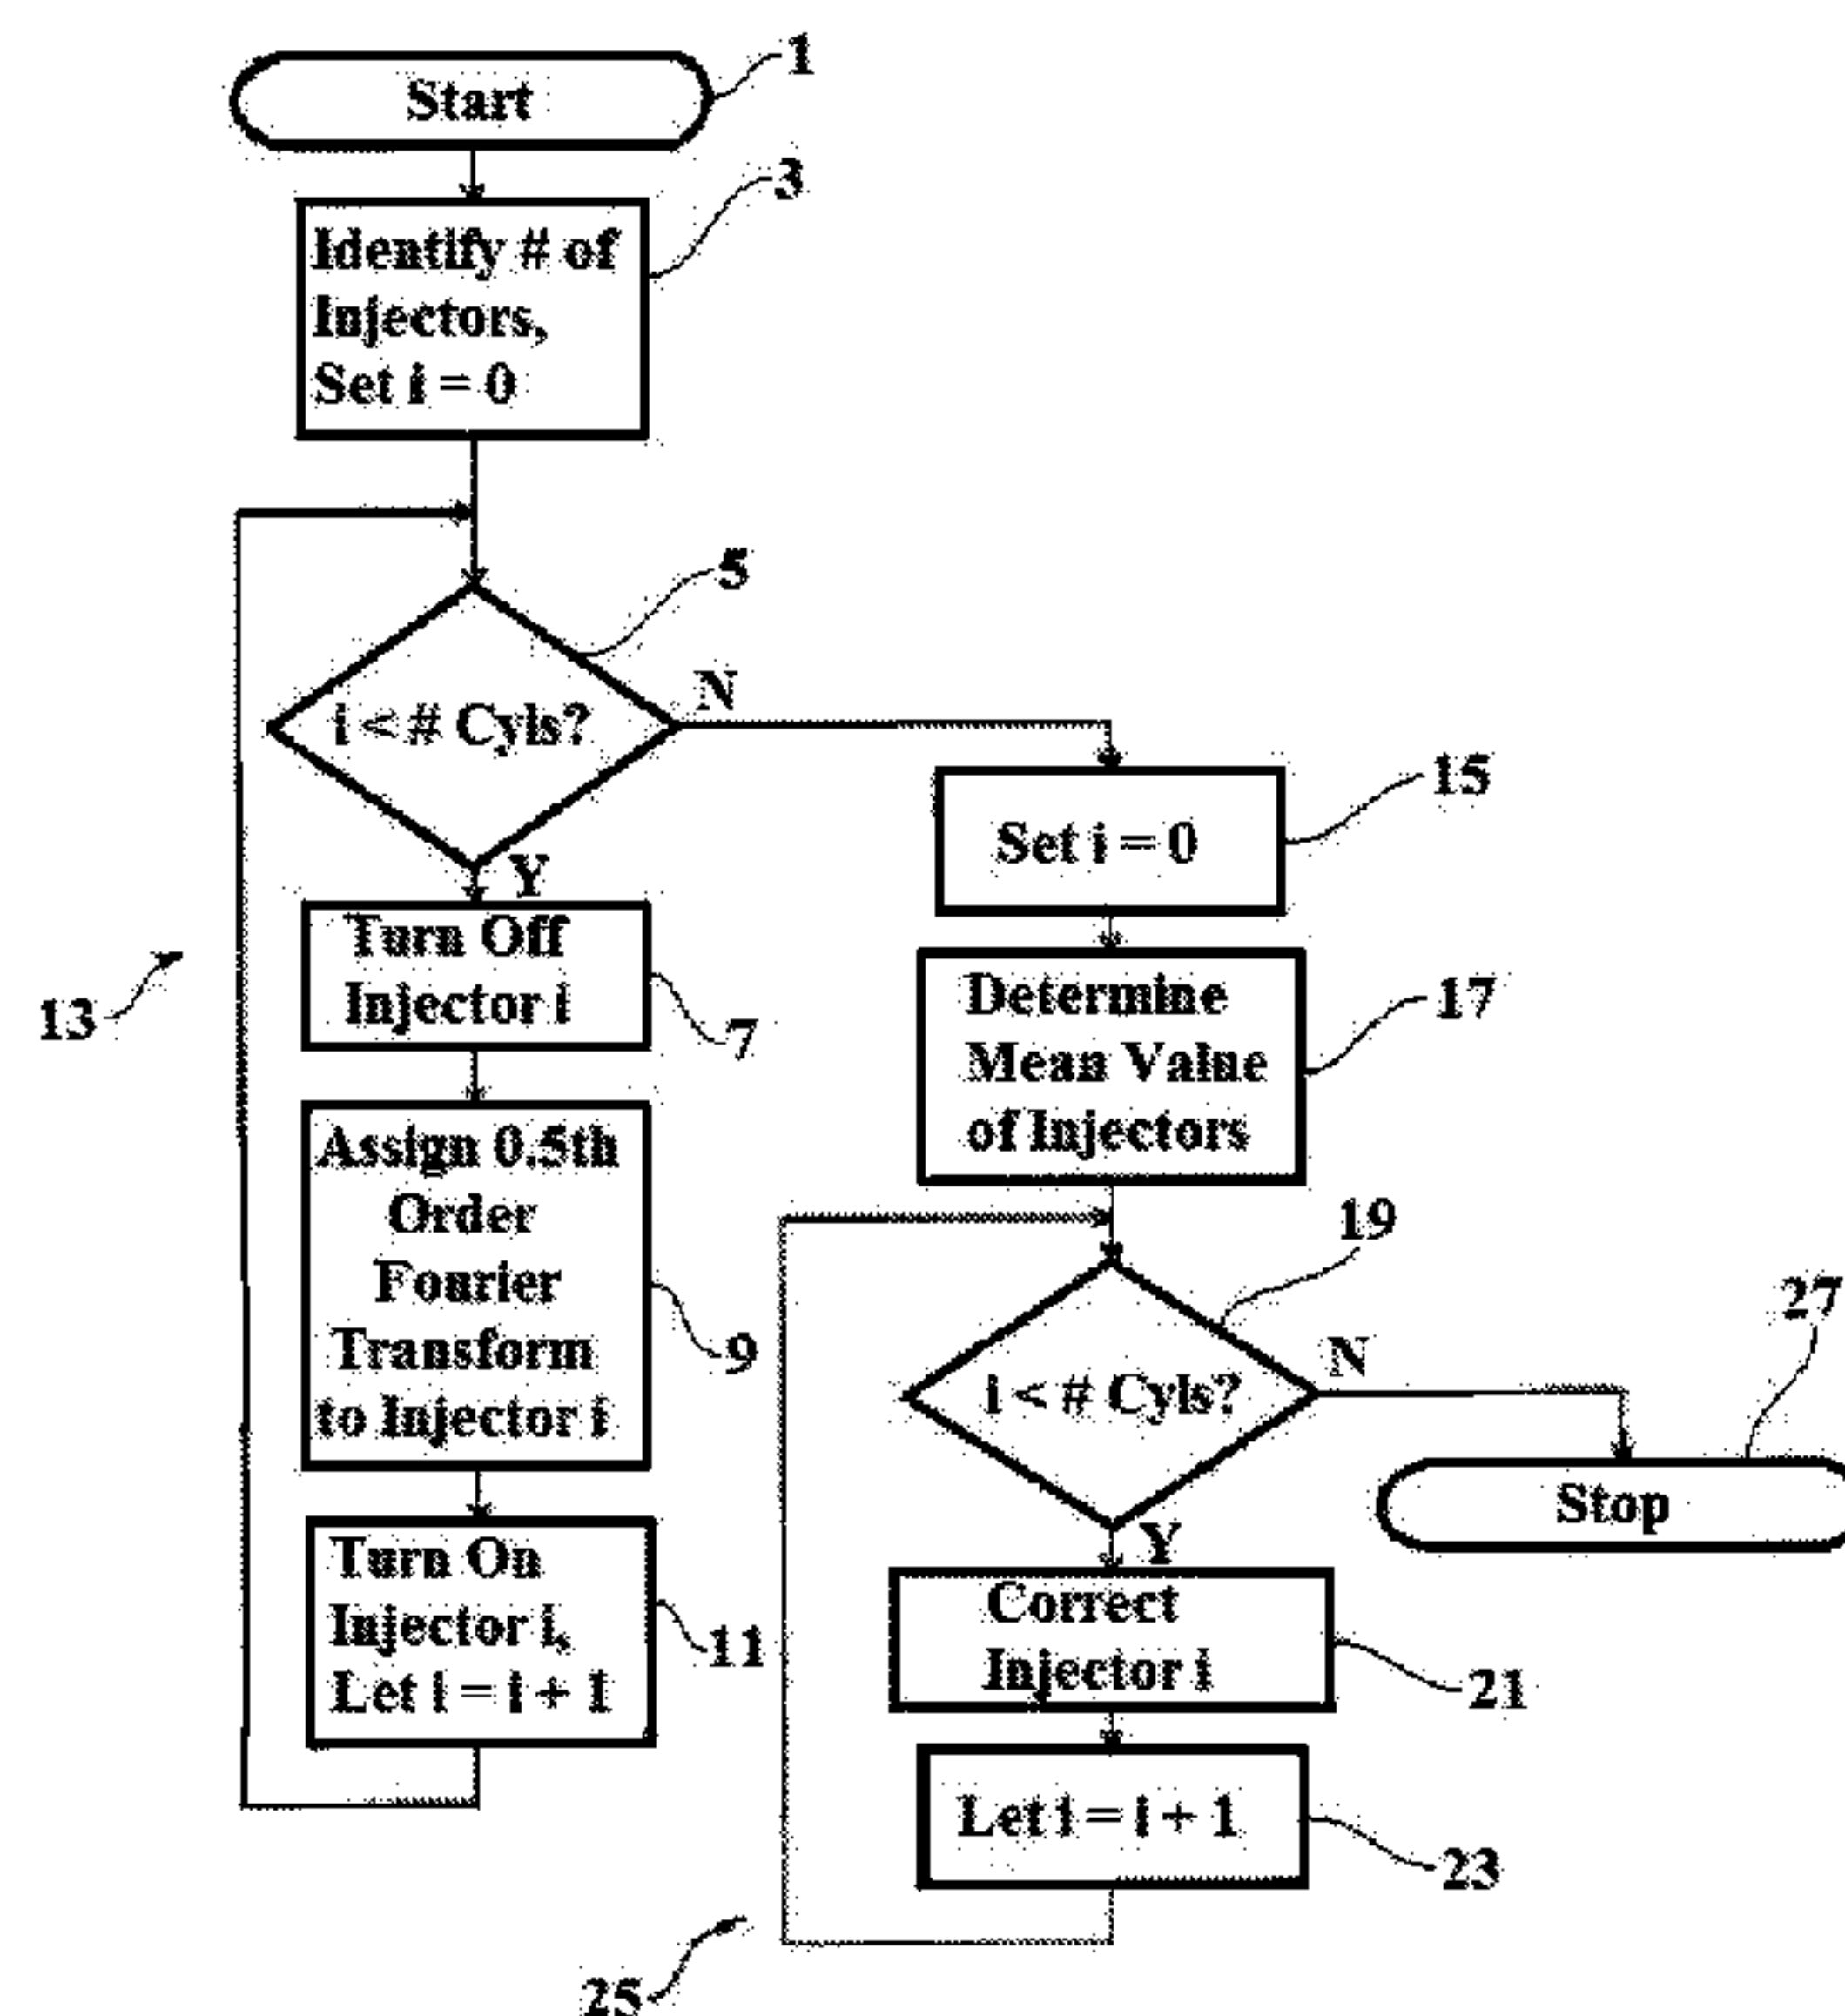 Start
1
Identify # of
Injectors,
Set i = 0
3
i < # Cyls?
5
N
Y
Turn Off
Injector i
7
Assign 0.5th
Order
Fourier
Transform
to Injector i
9
Turn On
Injector i,
Let i = i + 1
11
13
Set i = 0
15
Determine
Mean Value
of Injectors
17
i < # Cyls?
19
N
Y
Stop
27
Correct
Injector i
21
Let i = i + 1
23
25